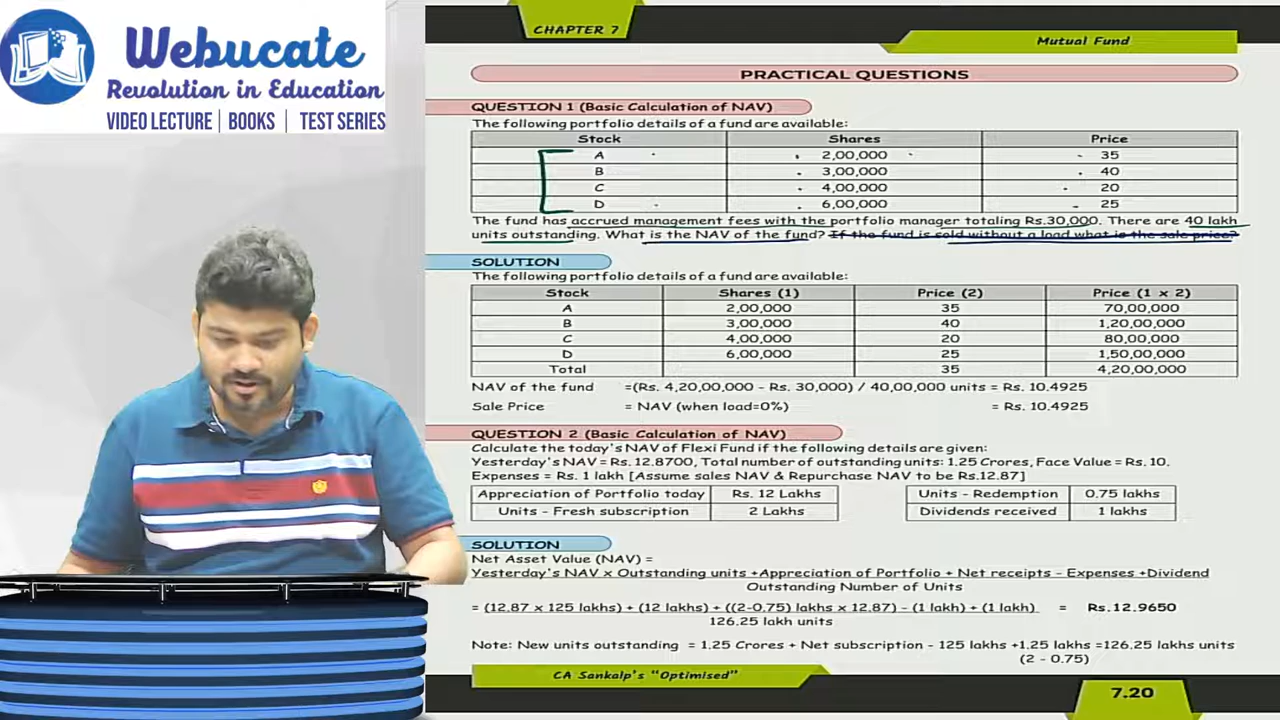 Webucate
Revolution in Education
VIDEO LECTURE | BOOKS | TEST SERIES
CHAPTER 7
Mutual Fund
PRACTICAL QUESTIONS
QUESTION 1 (Basic Calculation of NAV)
The following portfolio details of a fund are available:
Stock Shares Price
A 2,00,000 35
B 3,00,000 40
C 4,00,000 20
D 6,00,000 25
The fund has accrued management fees with the portfolio manager totaling Rs.30,000. There are 40 lakh
units outstanding. What is the NAV of the fund? If the fund is sold without a load what is the sale price?
SOLUTION
The following portfolio details of a fund are available:
Stock Shares (1) Price (2) Price (1 x 2)
A 2,00,000 35 70,00,000
B 3,00,000 40 1,20,00,000
C 4,00,000 20 80,00,000
D 6,00,000 25 1,50,00,000
Total 35 4,20,00,000
NAV of the fund =(Rs. 4,20,00,000 - Rs. 30,000) / 40,00,000 units = Rs. 10.4925
Sale Price = NAV (when load=0%) = Rs. 10.4925
QUESTION 2 (Basic Calculation of NAV)
Calculate the today's NAV of Flexi Fund if the following details are given:
Yesterday's NAV = Rs. 12.8700, Total number of outstanding units: 1.25 Crores, Face Value = Rs. 10.
Expenses = Rs. 1 lakh [Assume sales NAV & Repurchase NAV to be Rs.12.87]
Appreciation of Portfolio today Rs. 12 Lakhs Units - Redemption 0.75 lakhs
Units - Fresh subscription 2 Lakhs Dividends received 1 lakhs
SOLUTION
Net Asset Value (NAV) =
Yesterday's NAV x Outstanding units +Appreciation of Portfolio + Net receipts - Expenses +Dividend
Outstanding Number of Units
= (12.87 x 125 lakhs) + (12 lakhs) + ((2-0.75) lakhs x 12.87) - (1 lakh) + (1 lakh) = Rs.12.9650
126.25 lakh units
Note: New units outstanding = 1.25 Crores + Net subscription - 125 lakhs +1.25 lakhs =126.25 lakhs units
(2 - 0.75)
CA Sankalp's "Optimised"
7.20